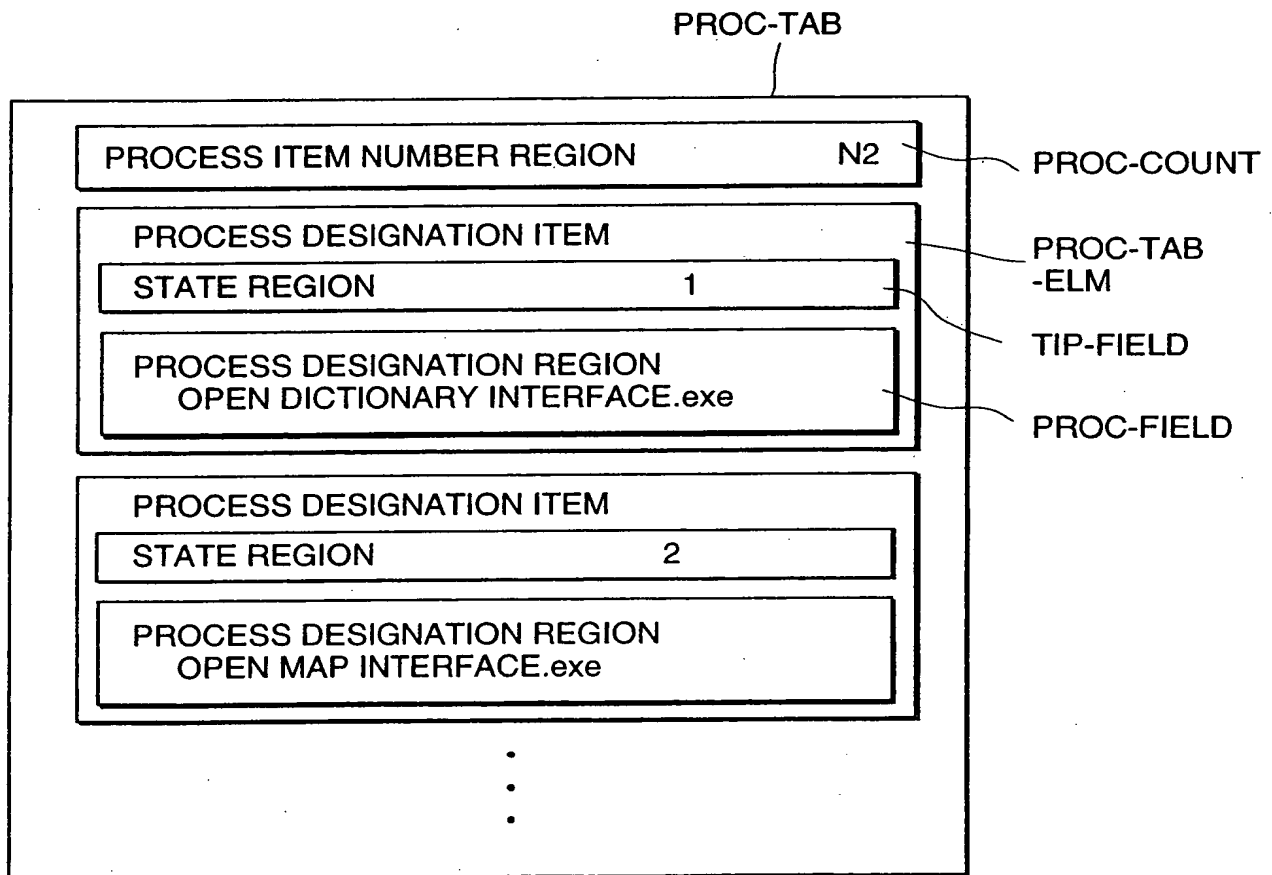 PROC-TAB
PROCESS ITEM NUMBER REGION N2
PROC-COUNT
PROCESS DESIGNATION ITEM
PROC-TAB
-ELM
STATE REGION 1
TIP-FIELD
PROCESS DESIGNATION REGION
OPEN DICTIONARY INTERFACE.exe
PROC-FIELD
PROCESS DESIGNATION ITEM
STATE REGION 2
PROCESS DESIGNATION REGION
OPEN MAP INTERFACE.exe